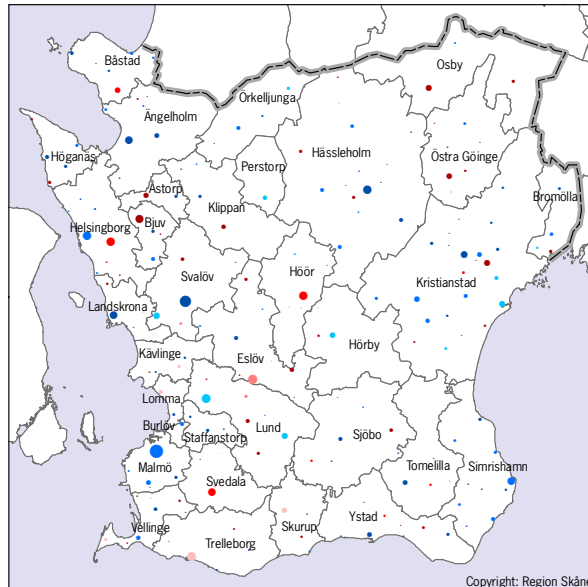 Osby
Båstad
Örkelljunga
Ängelholm
Hässleholm
Östra Göinge
Höganäs
Perstorp
Åstorp
Bromölla
Klippan
Bjuv
Helsingborg
Höör
Kristianstad
Svalöv
Landskrona
Hörby
Kävlinge
Eslöv
Lomma
Burlöv
Staffanstorp
Lund
Sjöbo
Malmö
Tomelilla
Simrishamn
Svedala
Skurup
Ystad
Vellinge
Trelleborg
Copyright: Region Skåne